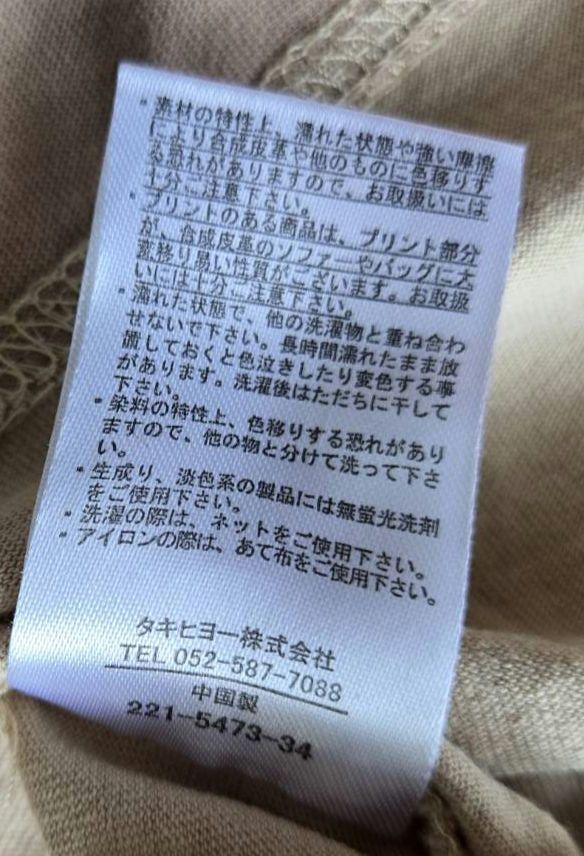 ・素材の特性上、濡れた状態や強い摩擦
により合成皮革や他のものに色移りす
る恐れがありますので、お取扱いには
十分ご注意下さい。
・プリントのある商品は、プリント部分
が、合成皮革のソファーやバッグに大
変移り易い性質がございます。お取扱
いには十分ご注意下さい。
・濡れた状態で、他の洗濯物と重ね合わ
せないで下さい。長時間濡れたまま放
置しておくと色泣きしたり変色する事
があります。洗濯後はただちに干して
下さい。
・染料の特性上、色移りする恐れがあり
ますので、他の物と分けて洗って下さ
い。
・生成り、淡色系の製品には無蛍光洗剤
をご使用下さい。
・洗濯の際は、ネットをご使用下さい。
・アイロンの際は、あて布をご使用下さい。
タキヒヨー株式会社
TEL 052-587-7088
中国製
221-5473-34